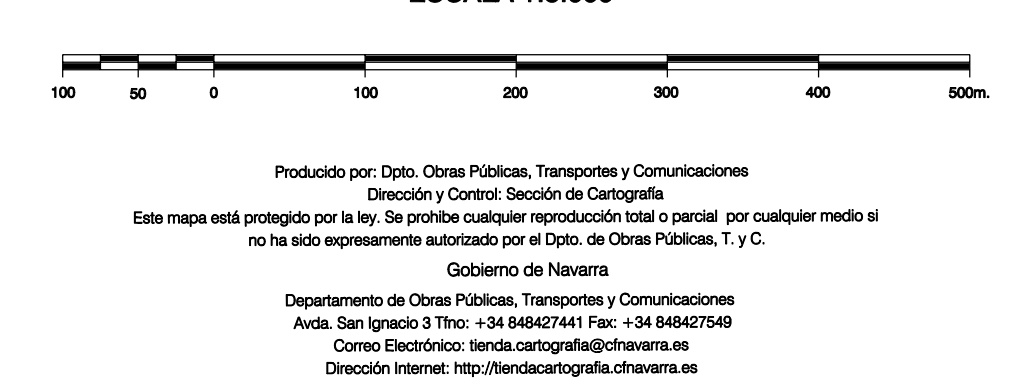 100 50 0 100 200 300 400 500m.
Producido por: Dpto. Obras Públicas, Transportes y Comunicaciones
Dirección y Control: Sección de Cartografía
Este mapa está protegido por la ley. Se prohibe cualquier reproducción total o parcial por cualquier medio si
no ha sido expresamente autorizado por el Dpto. de Obras Públicas, T. y C.
Gobierno de Navarra
Departamento de Obras Públicas, Transportes y Comunicaciones
Avda. San Ignacio 3 Tfno: +34 848427441 Fax: +34 848427549
Correo Electrónico: tienda.cartografia@cfnavarra.es
Dirección Internet: http://tiendacartografia.cfnavarra.es